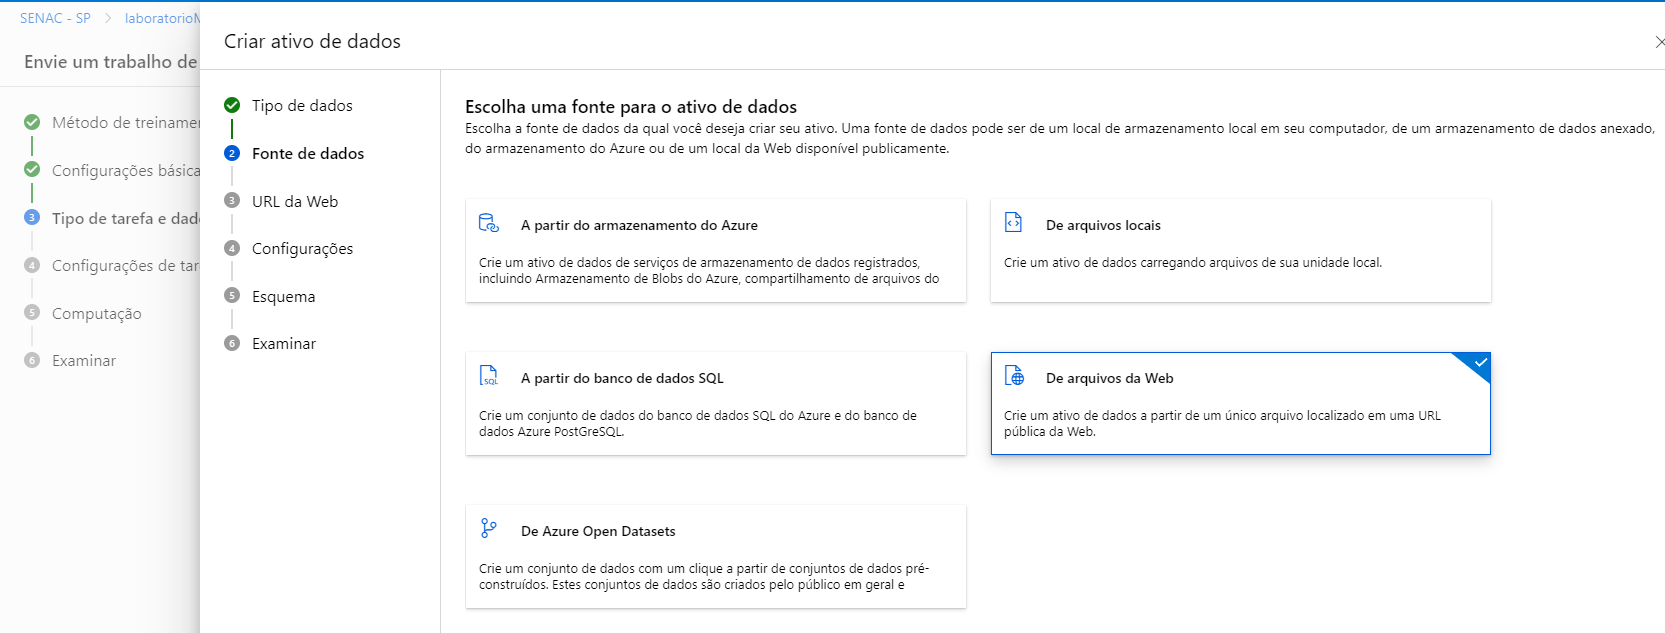 SENAC - SP > laboratorioM
Criar ativo de dados
Envie um trabalho de
Método de treinamen
Configurações básica
3 Tipo de tarefa e dad
4 Configurações de tar
5 Computação
6 Examinar
Tipo de dados
2 Fonte de dados
3 URL da Web
4 Configurações
5 Esquema
6 Examinar
Escolha uma fonte para o ativo de dados
Escolha a fonte de dados da qual você deseja criar seu ativo. Uma fonte de dados pode ser de um local de armazenamento local em seu computador, de um armazenamento de dados anexado,
do armazenamento do Azure ou de um local da Web disponível publicamente.
A partir do armazenamento do Azure
Crie um ativo de dados de serviços de armazenamento de dados registrados,
incluindo Armazenamento de Blobs do Azure, compartilhamento de arquivos do
De arquivos locais
Crie um ativo de dados carregando arquivos de sua unidade local.
SQL
A partir do banco de dados SQL
Crie um conjunto de dados do banco de dados SQL do Azure e do banco de
dados Azure PostGreSQL.
De arquivos da Web
Crie um ativo de dados a partir de um único arquivo localizado em uma URL
pública da Web.
De Azure Open Datasets
Crie um conjunto de dados com um clique a partir de conjuntos de dados pré-
construídos. Estes conjuntos de dados são criados pelo público em geral e